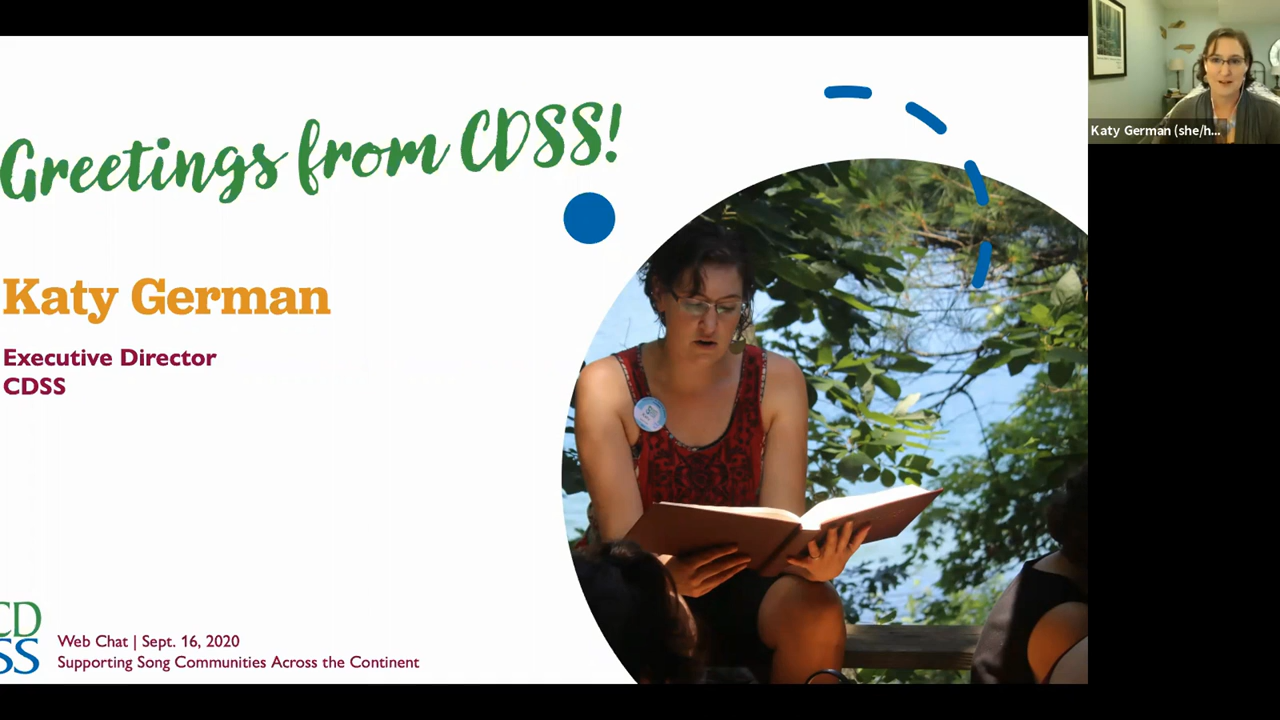 Greetings from CDSS!
Katy German
Executive Director
CDSS
CD
SS
Web Chat | Sept. 16, 2020
Supporting Song Communities Across the Continent
Katy German (she/h...